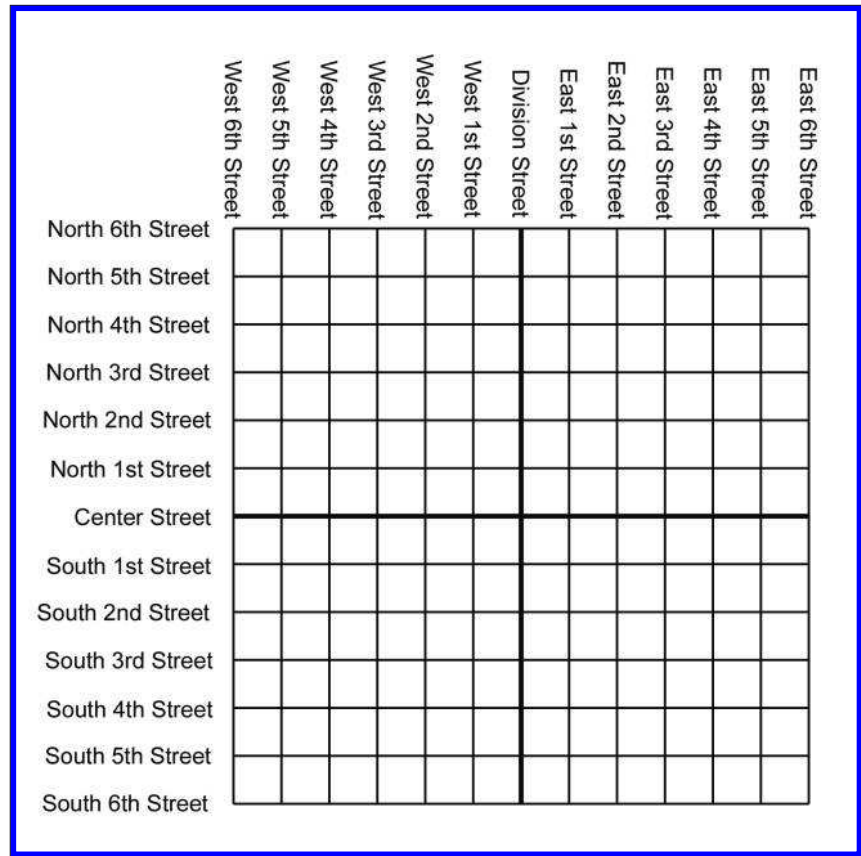 West 6th Street
West 5th Street
West 4th Street
West 3rd Street
West 2nd Street
West 1st Street
Division Street
East 1st Street
East 2nd Street
East 3rd Street
East 4th Street
East 5th Street
East 6th Street
North 6th Street
North 5th Street
North 4th Street
North 3rd Street
North 2nd Street
North 1st Street
Center Street
South 1st Street
South 2nd Street
South 3rd Street
South 4th Street
South 5th Street
South 6th Street